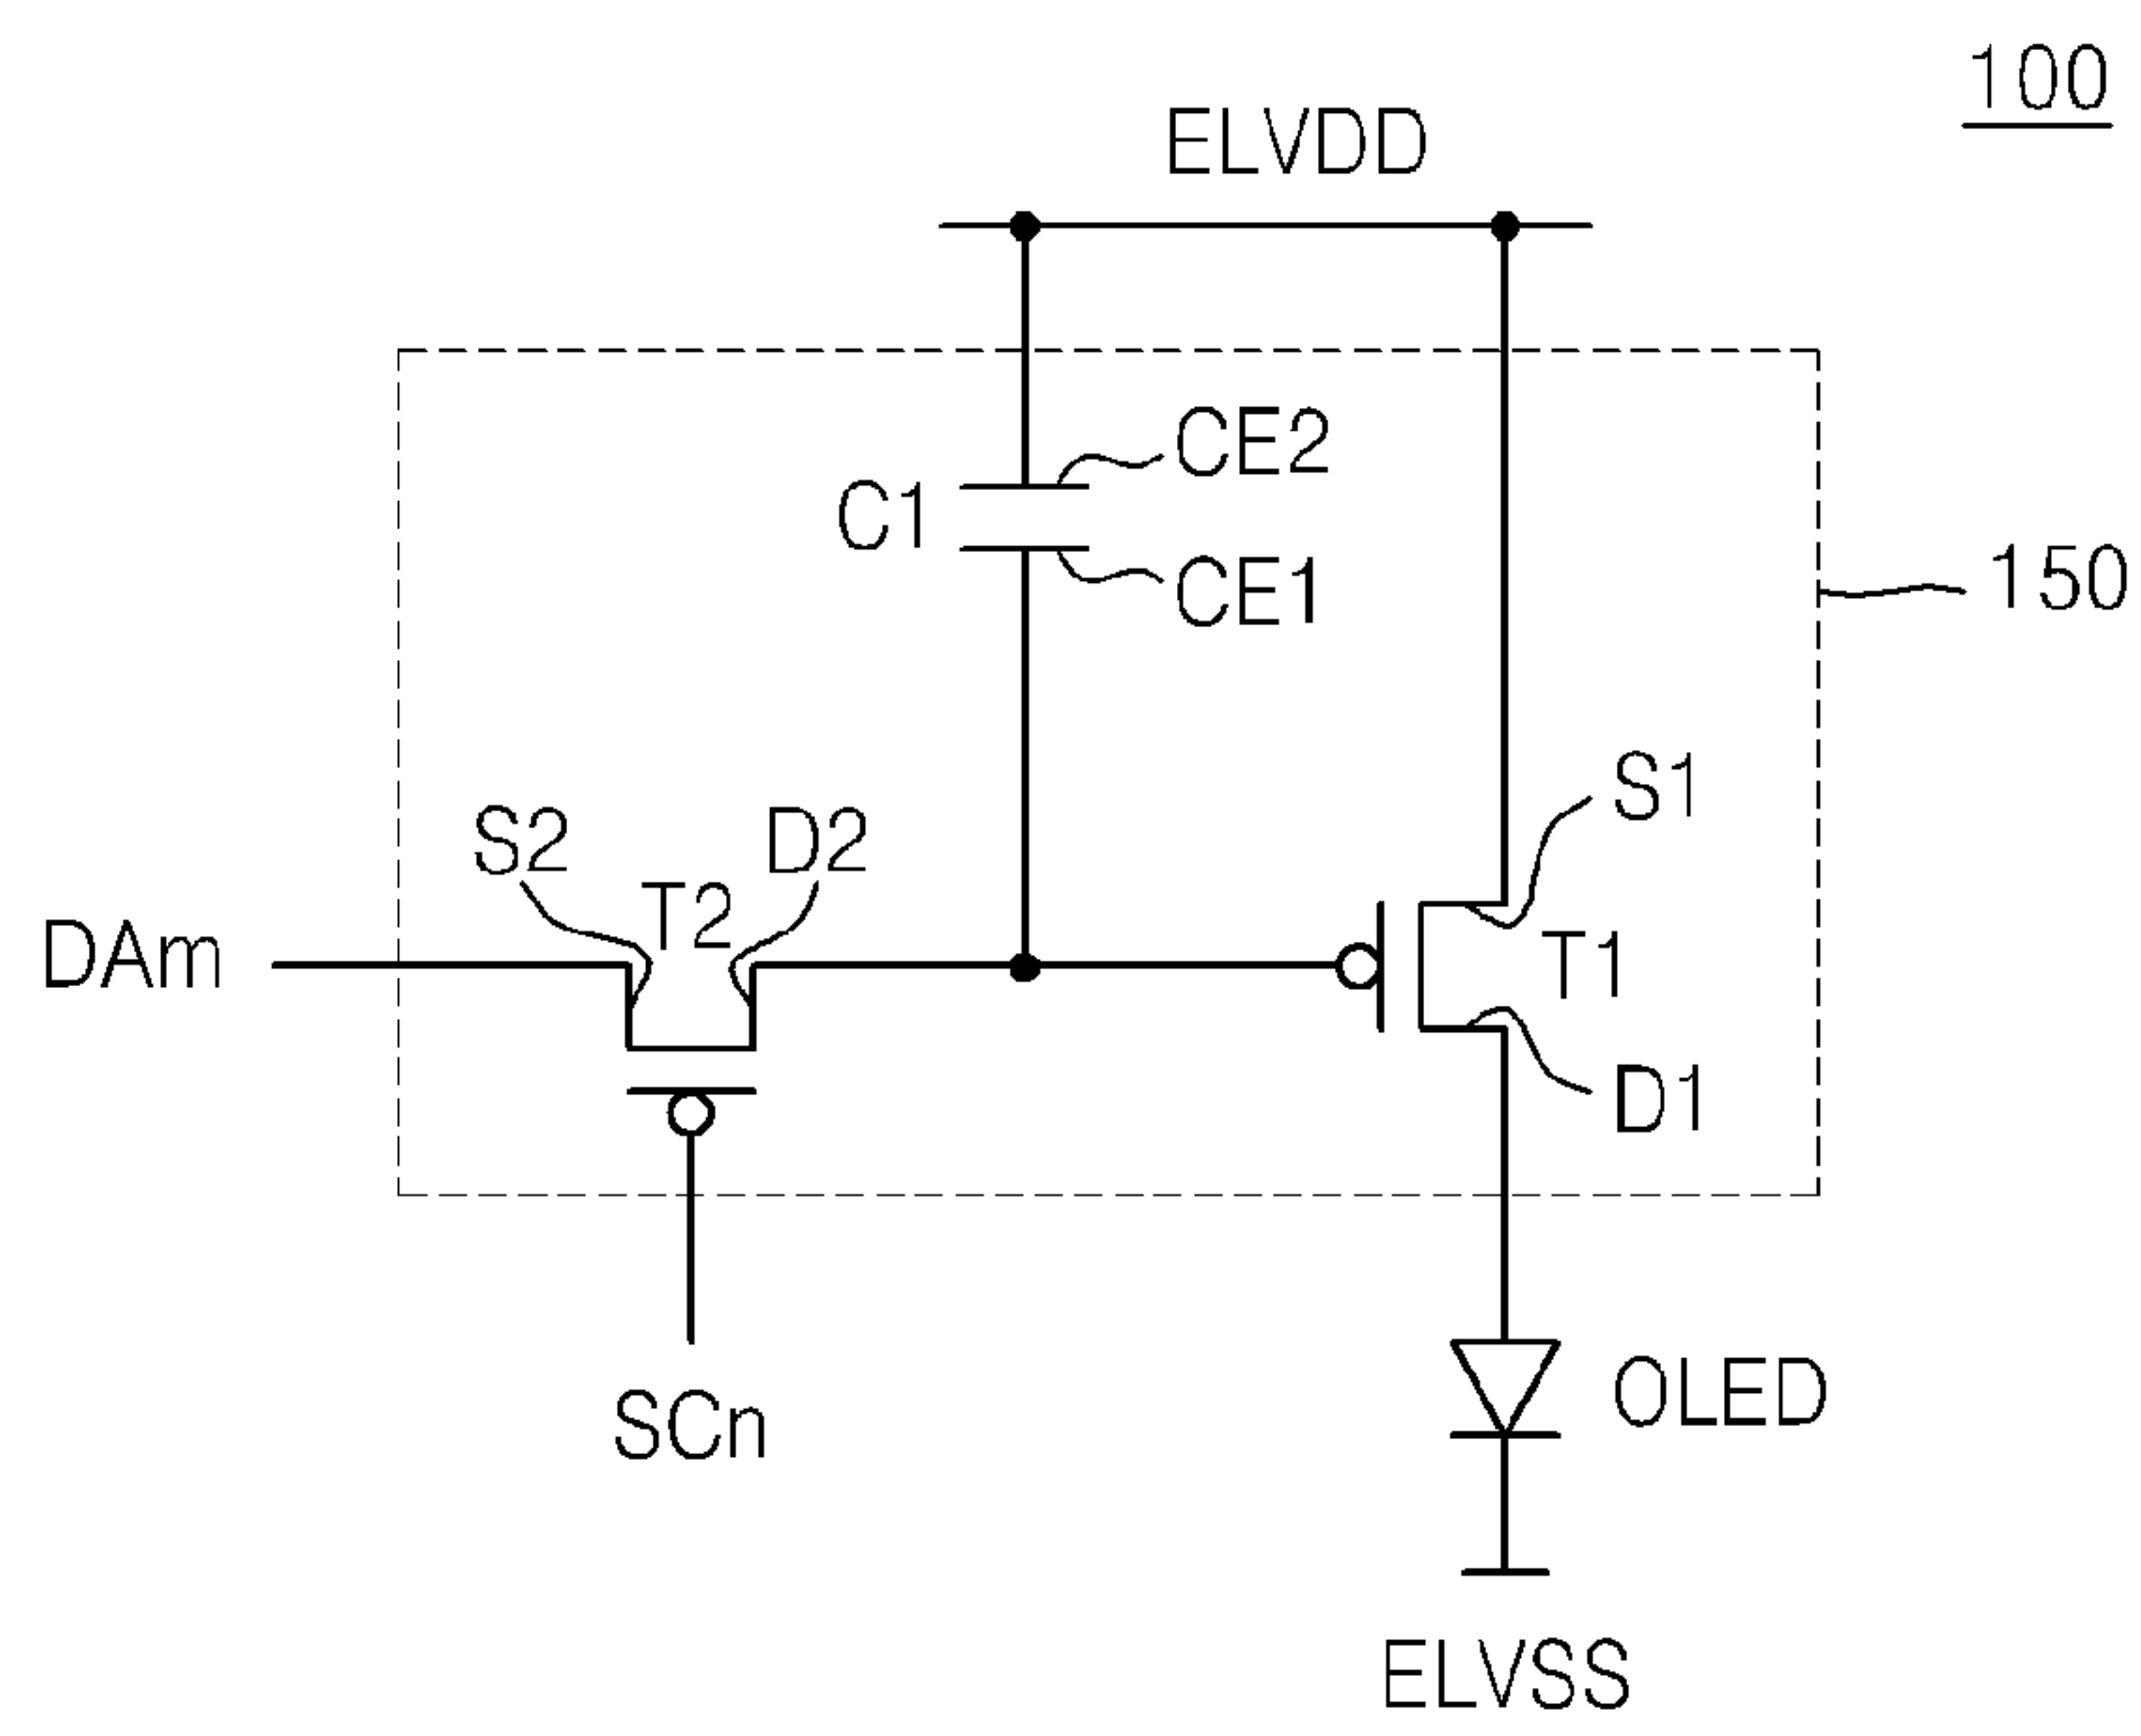 100
ELVDD
CE2
C1
CE1
150
S1
S2
D2
T2
DAm
T1
D1
OLED
SCn
ELVSS